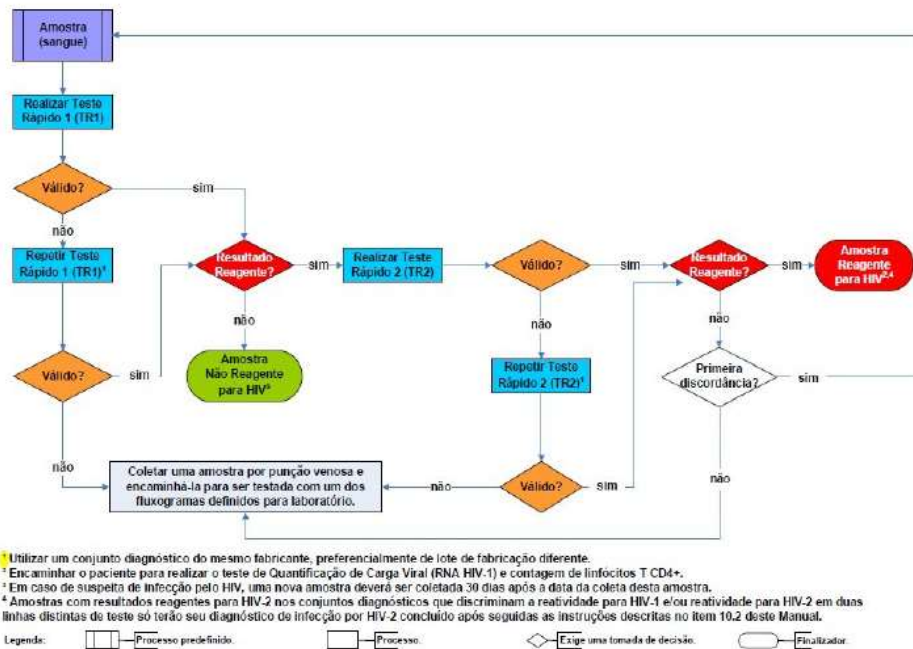 Amostra
(sangue)
Realizar Teste
Rápido 1 (TR1)
Válido?
sim
não
Repetir Teste
Rápido 1 (TR1)¹
Resultado
Reagente?
sim
Realizar Teste
Rápido 2 (TR2)
Válido?
sim
Resultado
Reagente?
sim
Amostra
Reagente
para HIV²,⁴
não
não
não
Válido?
sim
Amostra
Não Reagente
para HIV³
Repetir Teste
Rápido 2 (TR2)¹
Primeira
discordância?
sim
não
Coletar uma amostra por punção venosa e
encaminhá-la para ser testada com um dos
fluxogramas definidos para laboratório.
não
Válido?
sim
não
¹ Utilizar um conjunto diagnóstico do mesmo fabricante, preferencialmente de lote de fabricação diferente.
² Encaminhar o paciente para realizar o teste de Quantificação de Carga Viral (RNA HIV-1) e contagem de linfócitos T CD4+.
³ Em caso de suspeita de infecção pelo HIV, uma nova amostra deverá ser coletada 30 dias após a data da coleta desta amostra.
⁴ Amostras com resultados reagentes para HIV-2 nos conjuntos diagnósticos que discriminam a reatividade para HIV-1 e/ou reatividade para HIV-2 em duas
linhas distintas de teste só terão seu diagnóstico de infecção por HIV-2 concluído após seguidas as instruções descritas no item 10.2 deste Manual.
Legenda:
Processo predefinido.
Processo.
Exige uma tomada de decisão.
Finalizador.